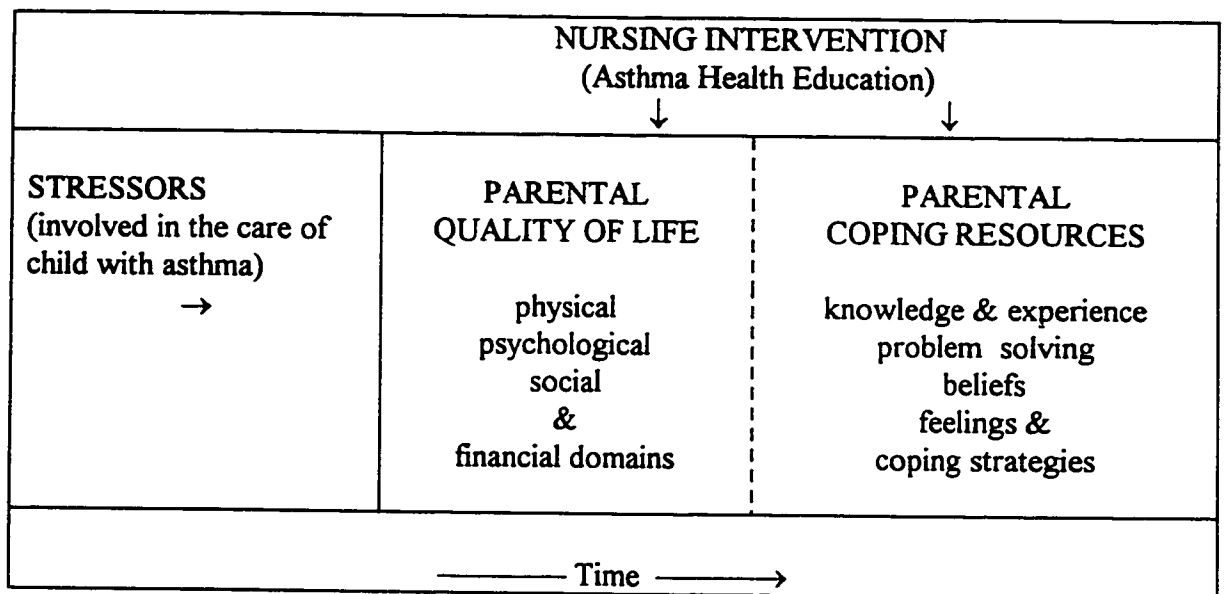 NURSING INTERVENTION
(Asthma Health Education)
↓ ↓
STRESSORS
(involved in the care of
child with asthma)
→
PARENTAL
QUALITY OF LIFE
physical
psychological
social
&
financial domains
PARENTAL
COPING RESOURCES
knowledge & experience
problem solving
beliefs
feelings &
coping strategies
Time →